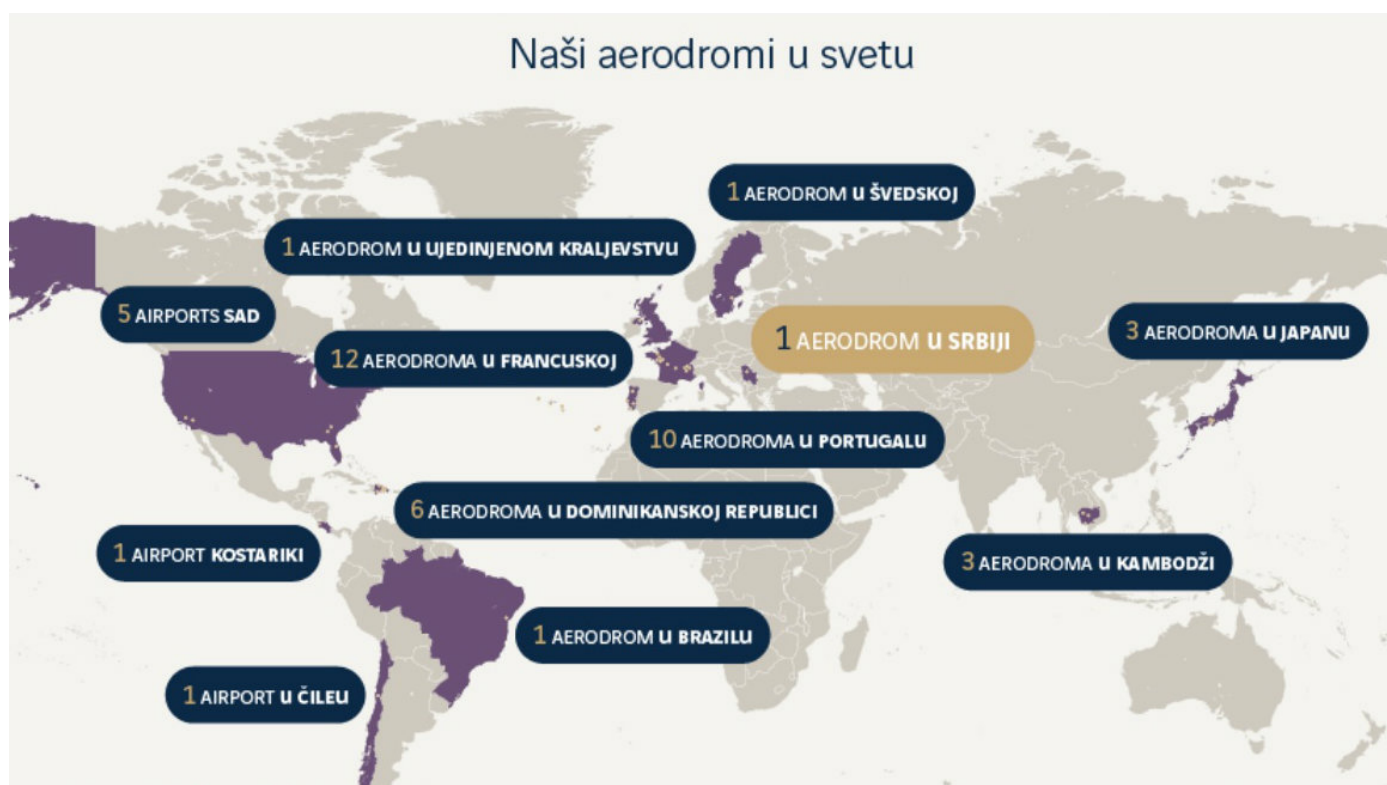 Naši aerodromi u svetu
1 AERODROM U ŠVEDSKOJ
1 AERODROM U UJEDINJENOM KRALJEVSTVU
5 AIRPORTS SAD
1 AERODROM U SRBIJI
3 AERODROMA U JAPANU
12 AERODROMA U FRANCUSKOJ
10 AERODROMA U PORTUGALU
6 AERODROMA U DOMINIKANSKOJ REPUBLICI
1 AIRPORT KOSTARIKI
3 AERODROMA U KAMBODŽI
1 AERODROM U BRAZILU
1 AIRPORT U ČILEU